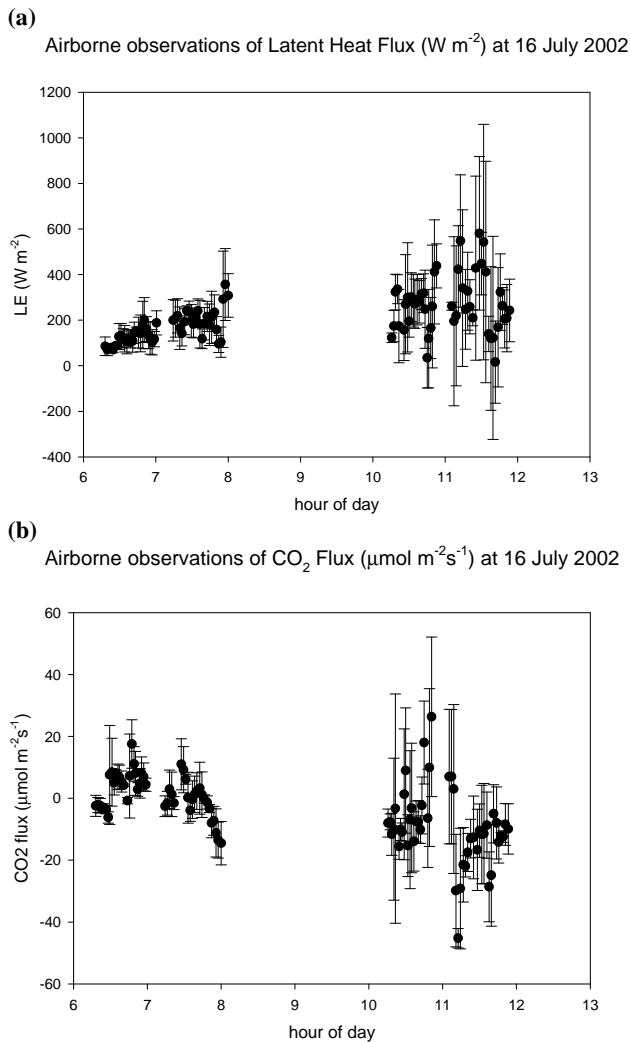 (a)
Airborne observations of Latent Heat Flux (W m-2) at 16 July 2002
1200
1000
800
600
400
200
0
-200
-400
LE (W m-2)
6 7 8 9 10 11 12 13
hour of day
(b)
Airborne observations of CO2 Flux (μmol m-2s-1) at 16 July 2002
60
40
20
0
-20
-40
-60
CO2 flux (μmol m-2s-1)
6 7 8 9 10 11 12 13
hour of day